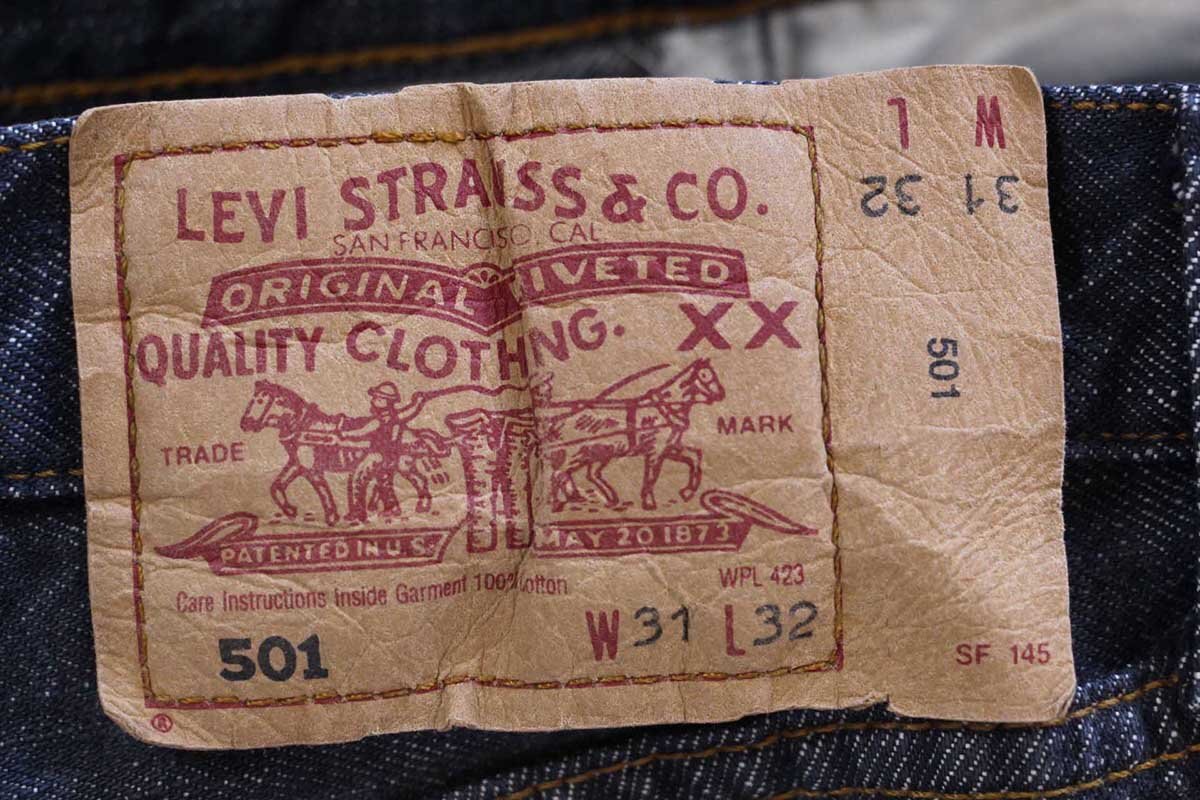 LEVI STRAUSS & CO.
SAN FRANCISCO, CAL
ORIGINAL RIVETED
QUALITY CLOTHING. XX
TRADE MARK
PATENTED IN U.S. MAY 20 1873
Care Instructions Inside Garment 100% Cotton
WPL 423
501 W 31 L 32
®
W 31
L 32
501
SF 145